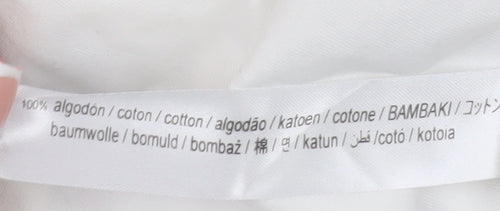 100% algodón / coton / cotton / algodão / katoen / cotone / BAMBAKI / コットン
baumwolle / bomuld / bombaž / 棉 / 면 / katun / قطن /cotó / kotoia